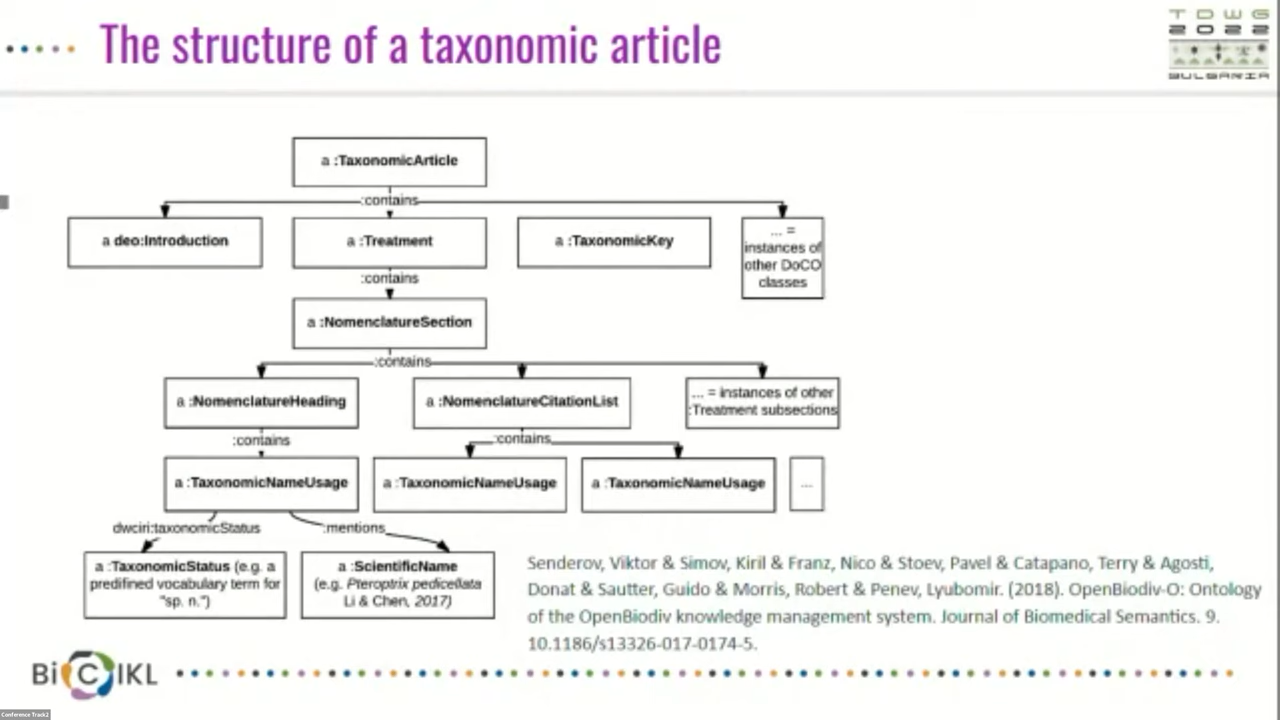 The structure of a taxonomic article
TDWG
2022
BULGARIA
a :TaxonomicArticle
:contains
a deo:Introduction
a :Treatment
a :TaxonomicKey
... =
instances of
other DoCO
classes
:contains
a :NomenclatureSection
:contains
a :NomenclatureHeading
a :NomenclatureCitationList
... = instances of other
:Treatment subsections
:contains
:contains
a :TaxonomicNameUsage
a :TaxonomicNameUsage
a :TaxonomicNameUsage
...
dwciri:taxonomicStatus
:mentions
a :TaxonomicStatus (e.g. a
predifined vocabulary term for
"sp. n.")
a :ScientificName
(e.g. Pteroptrix pedicellata
Li & Chen, 2017)
Senderov, Viktor & Simov, Kiril & Franz, Nico & Stoev, Pavel & Catapano, Terry & Agosti,
Donat & Sautter, Guido & Morris, Robert & Penev, Lyubomir. (2018). OpenBiodiv-O: Ontology
of the OpenBiodiv knowledge management system. Journal of Biomedical Semantics. 9.
10.1186/s13326-017-0174-5.
BiCIKL
Conference Track2